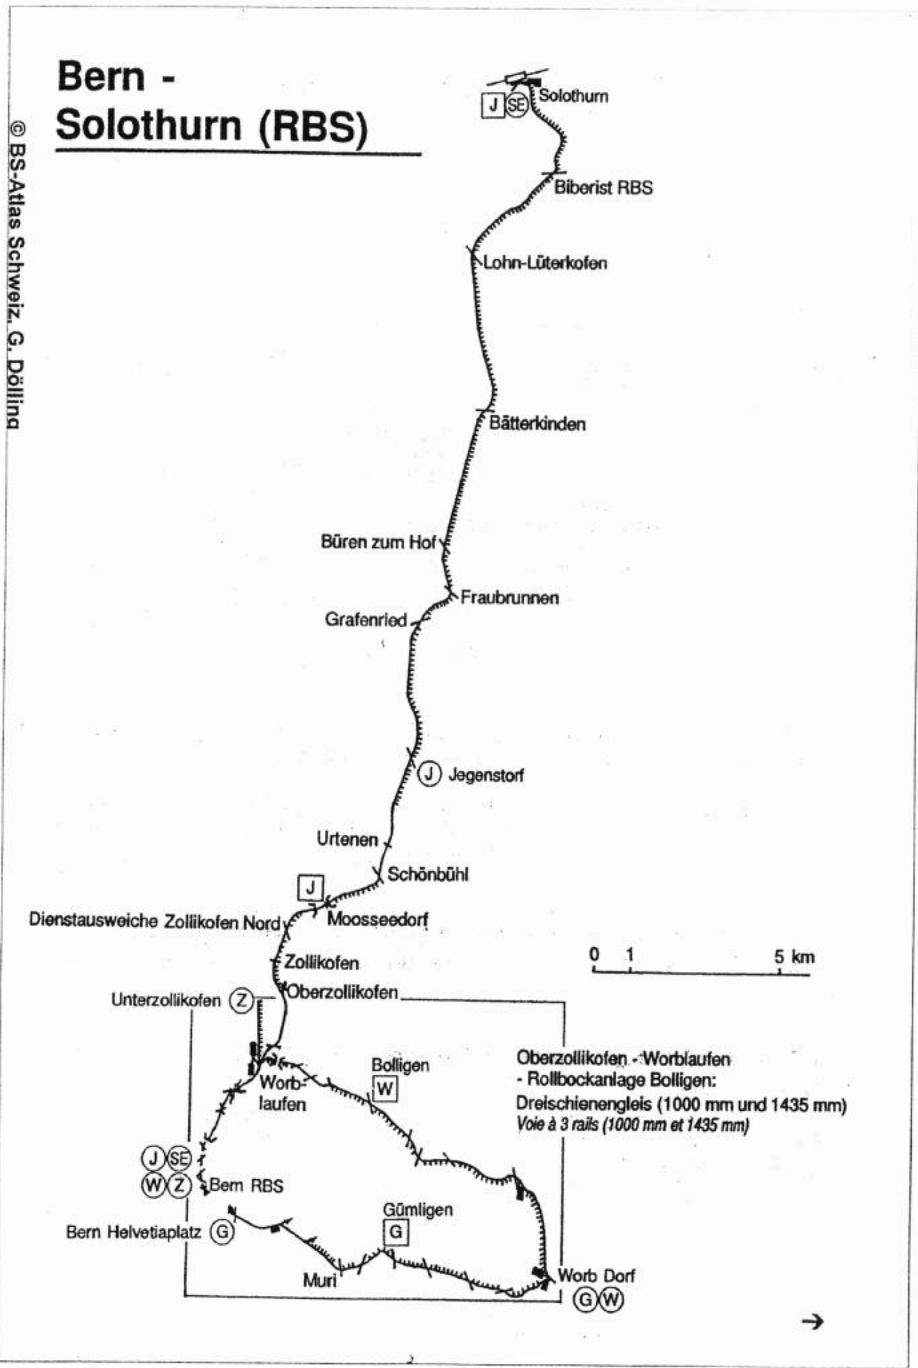 Bern -
Solothurn (RBS)
© BS-Atlas Schweiz, G. Dölling
Solothurn
J SE
Biberist RBS
Lohn-Lüterkofen
Bätterkinden
Büren zum Hof
Fraubrunnen
Grafenried
J Jegenstorf
Urtenen
Schönbühl
J
Moosseedorf
Dienstausweiche Zollikofen Nord
Zollikofen
0 1 5 km
Oberzollikofen
Unterzollikofen Z
Bolligen
W
Worb-
laufen
Oberzollikofen - Worblaufen
- Rollbockanlage Bolligen:
Dreischienengleis (1000 mm und 1435 mm)
Voie à 3 rails (1000 mm et 1435 mm)
J SE
W Z
Bern RBS
Gümligen
G
Bern Helvetiaplatz G
Muri
Worb Dorf
G W
→